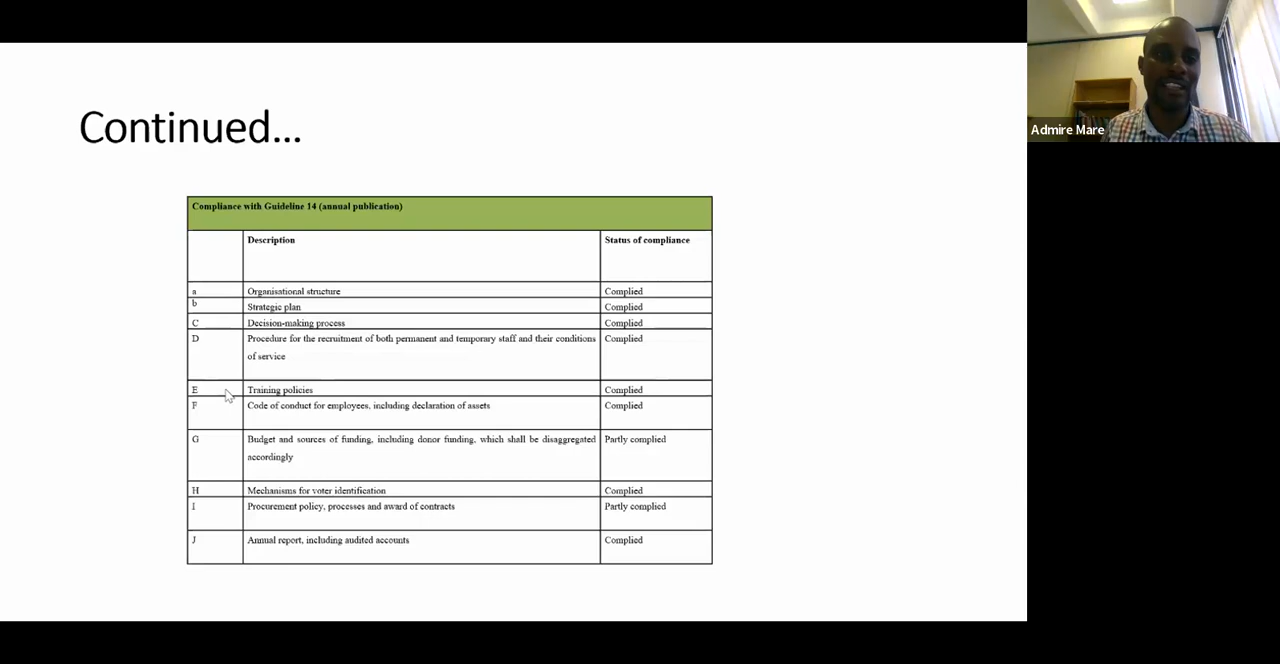 Continued...
Admire Mare
Compliance with Guideline 14 (annual publication)
Description Status of compliance
a Organisational structure Complied
b Strategic plan Complied
C Decision-making process Complied
D Procedure for the recruitment of both permanent and temporary staff and their conditions Complied
of service
E Training policies Complied
F Code of conduct for employees, including declaration of assets Complied
G Budget and sources of funding, including donor funding, which shall be disaggregated Partly complied
accordingly
H Mechanisms for voter identification Complied
I Procurement policy, processes and award of contracts Partly complied
J Annual report, including audited accounts Complied